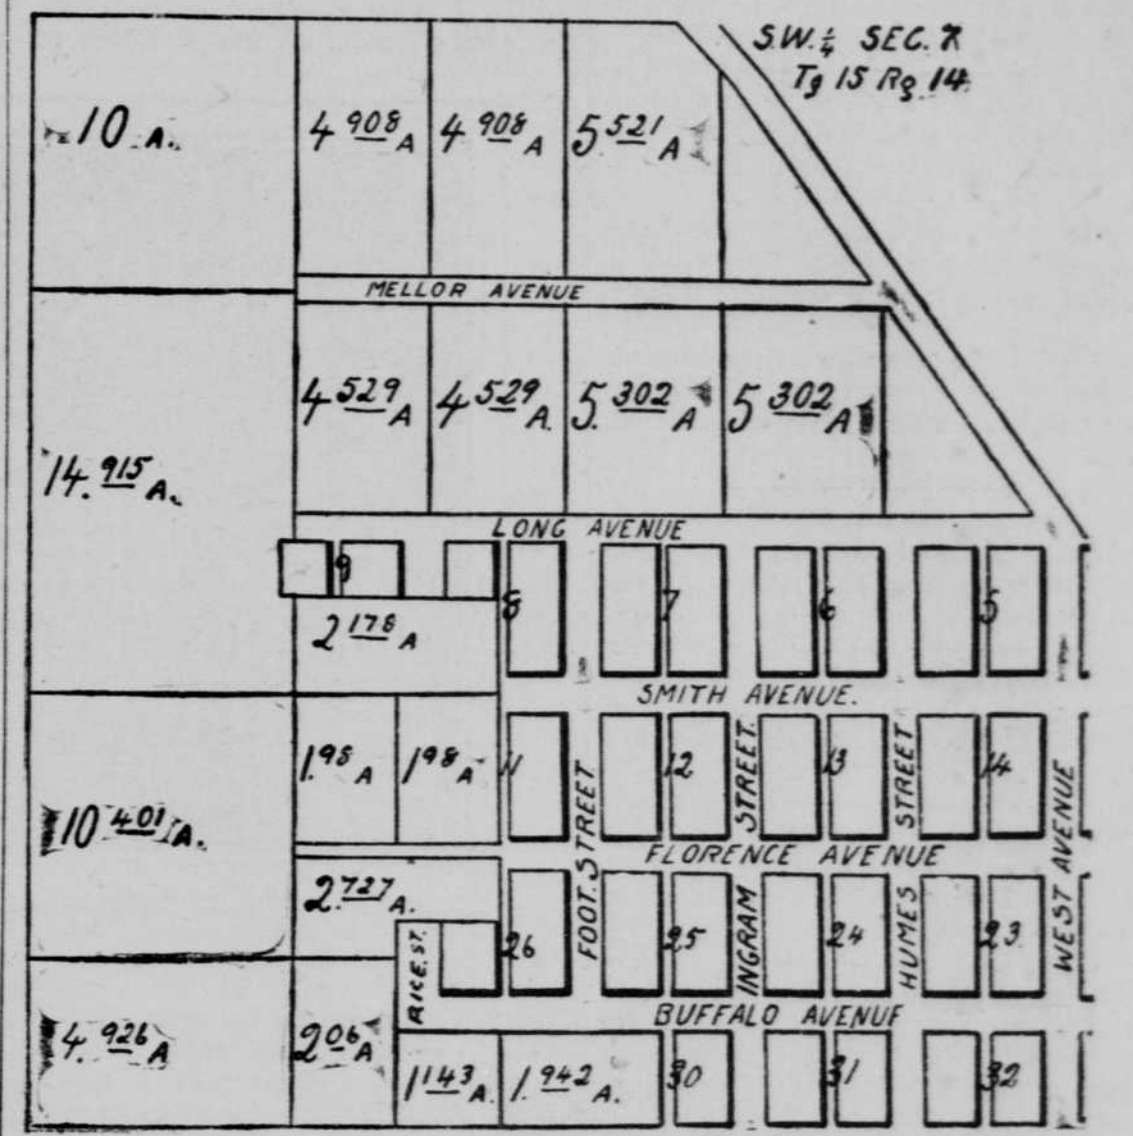 S.W. ¼ SEC. 7
Tg 15 Rg. 14.
10 A.
4 908 A
4 908 A
5. 521 A
MELLOR AVENUE
4 529 A
4 529 A.
5. 302 A
5 302 A
14. 915 A.
LONG AVENUE
9
8
7
6
5
2 178 A
SMITH AVENUE.
1.98 A
1 98 A
11
12
13
14
FOOT. STREET
INGRAM STREET.
HUMES STREET
WEST AVENUE
10 401 A.
FLORENCE AVENUE
2. 727 A.
RICE. ST.
26
25
24
23
BUFFALO AVENUE
4. 926 A
2 06 A
1 143 A.
1. 942 A.
30
31
32